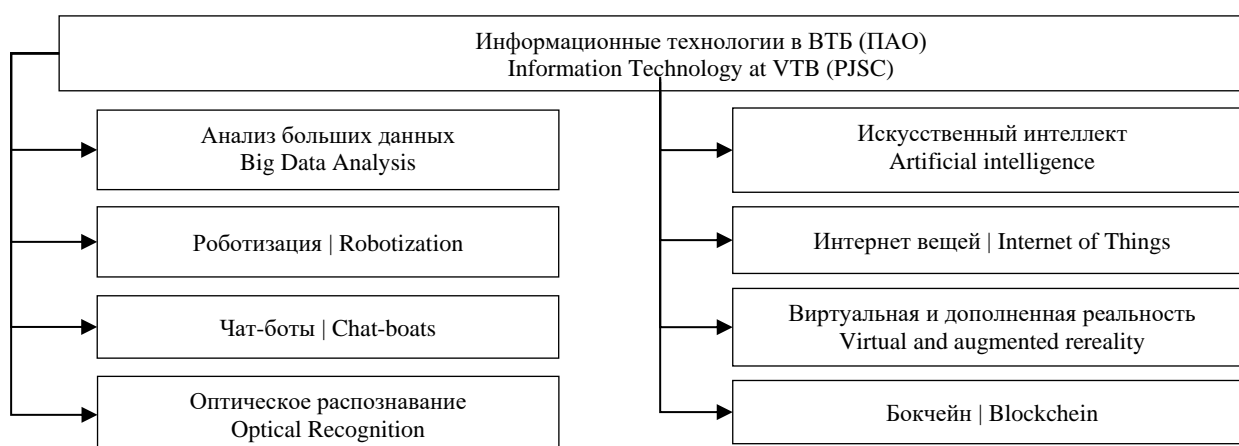 Информационные технологии в ВТБ (ПАО)
Information Technology at VTB (PJSC)
Анализ больших данных
Big Data Analysis
Роботизация | Robotization
Чат-боты | Chat-boats
Оптическое распознавание
Optical Recognition
Искусственный интеллект
Artificial intelligence
Интернет вещей | Internet of Things
Виртуальная и дополненная реальность
Virtual and augmented rereality
Бокчейн | Blockchein